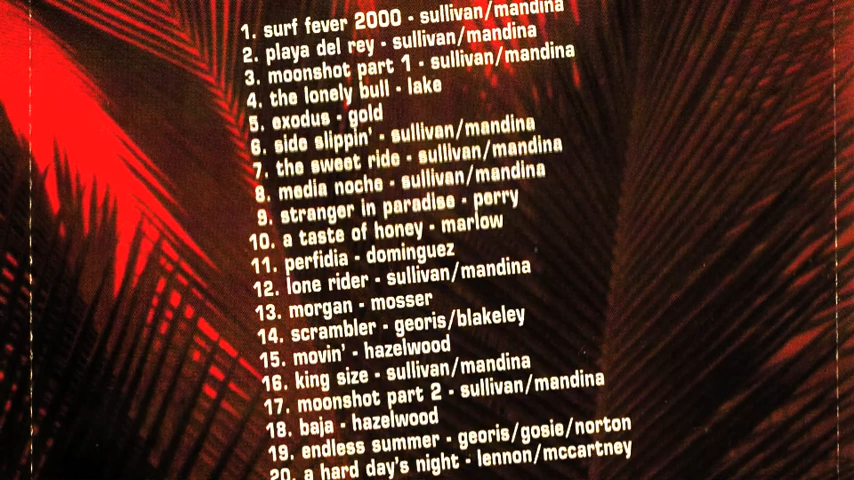 1. surf fever 2000 - sullivan/mandina
2. playa del rey - sullivan/mandina
3. moonshot part 1 - sullivan/mandina
4. the lonely bull - lake
5. exodus - gold
6. side slippin' - sullivan/mandina
7. the sweet ride - sullivan/mandina
8. media noche - sullivan/mandina
9. stranger in paradise - perry
10. a taste of honey - marlow
11. perfidia - dominguez
12. lone rider - sullivan/mandina
13. morgan - mosser
14. scrambler - georis/blakeley
15. movin' - hazelwood
16. king size - sullivan/mandina
17. moonshot part 2 - sullivan/mandina
18. baja - hazelwood
19. endless summer - georis/gosie/norton
20. a hard day's night - lennon/mccartney